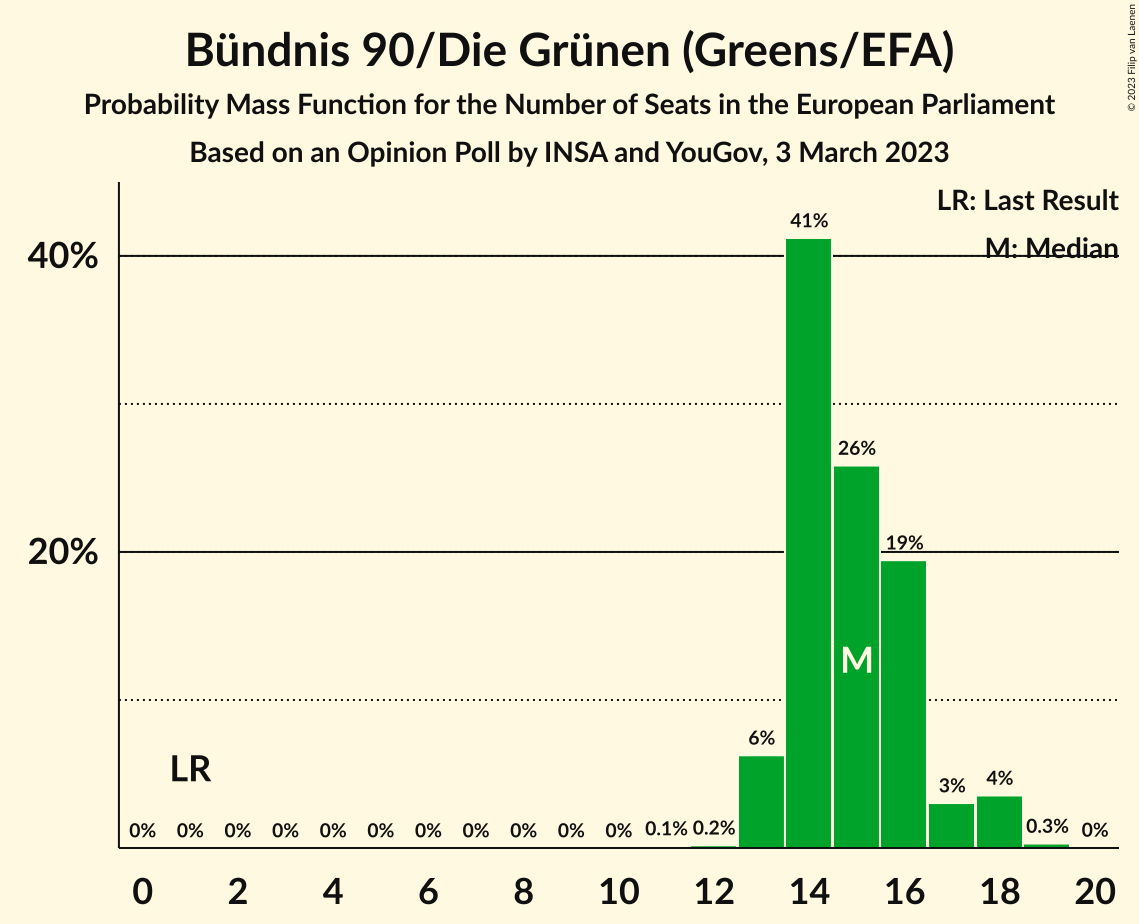 Bündnis 90/Die Grünen (Greens/EFA)
Probability Mass Function for the Number of Seats in the European Parliament
Based on an Opinion Poll by INSA and YouGov, 3 March 2023
© 2023 Filip van Laenen
LR: Last Result
M: Median
40%
20%
41%
26%
19%
M
6%
3%
4%
LR
0% 0% 0% 0% 0% 0% 0% 0% 0% 0% 0% 0.1% 0.2% 0.3% 0%
0 2 4 6 8 10 12 14 16 18 20